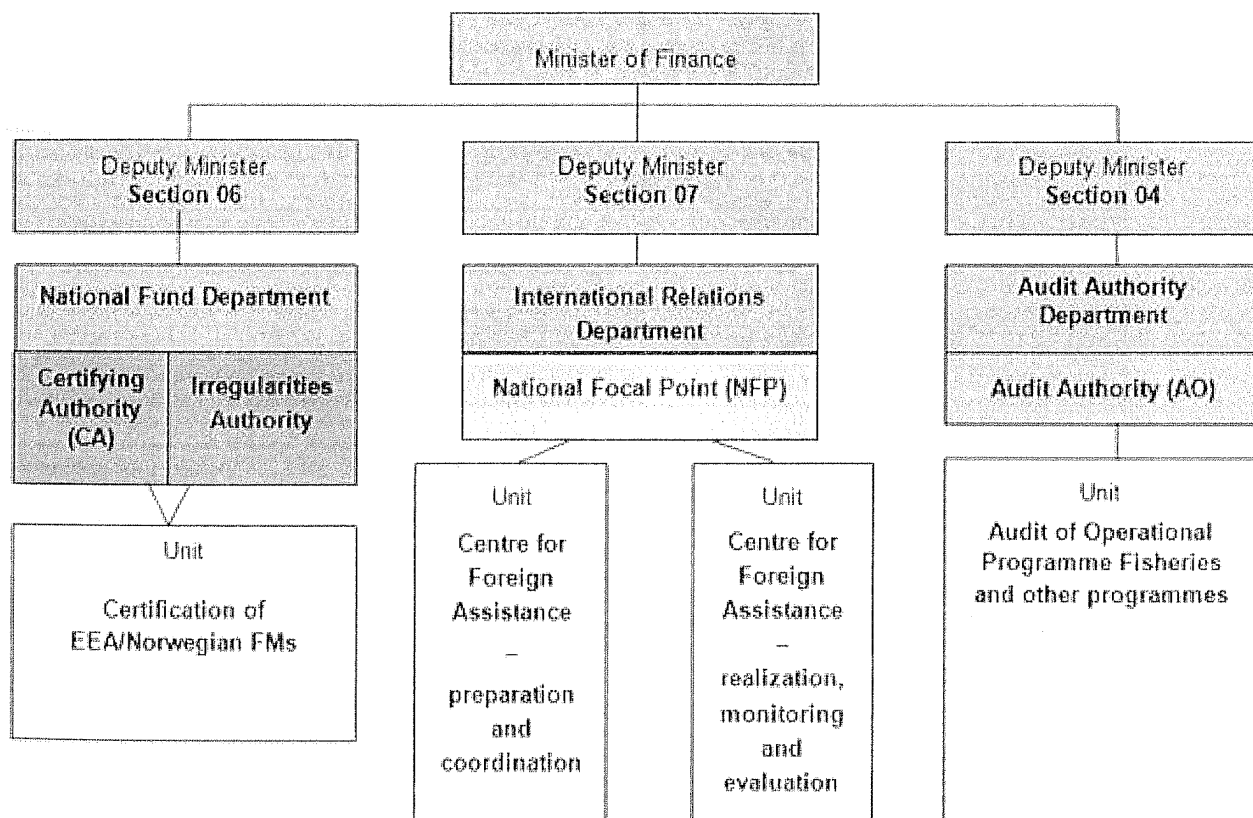 Minister of Finance
Deputy Minister
Section 06
Deputy Minister
Section 07
Deputy Minister
Section 04
National Fund Department
International Relations
Department
Audit Authority
Department
Certifying
Authority
(CA)
Irregularities
Authority
National Focal Point (NFP)
Audit Authority (AO)
Unit
Certification of
EEA/Norwegian FMs
Unit
Centre for
Foreign
Assistance
–
preparation
and
coordination
Unit
Centre for
Foreign
Assistance
–
realization,
monitoring
and
evaluation
Unit
Audit of Operational
Programme Fisheries
and other programmes